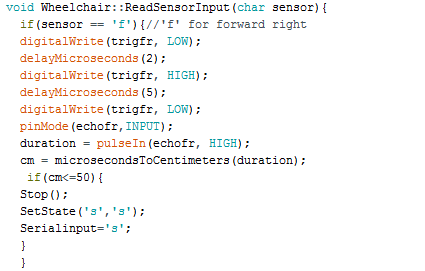 void Wheelchair::ReadSensorInput(char sensor){
if(sensor == 'f'){//'f' for forward right
digitalWrite(trigfr, LOW);
delayMicroseconds(2);
digitalWrite(trigfr, HIGH);
delayMicroseconds(5);
digitalWrite(trigfr, LOW);
pinMode(echofr,INPUT);
duration = pulseIn(echofr, HIGH);
cm = microsecondsToCentimeters(duration);
if(cm<=50){
Stop();
SetState('s','s');
Serialinput='s';
}
}